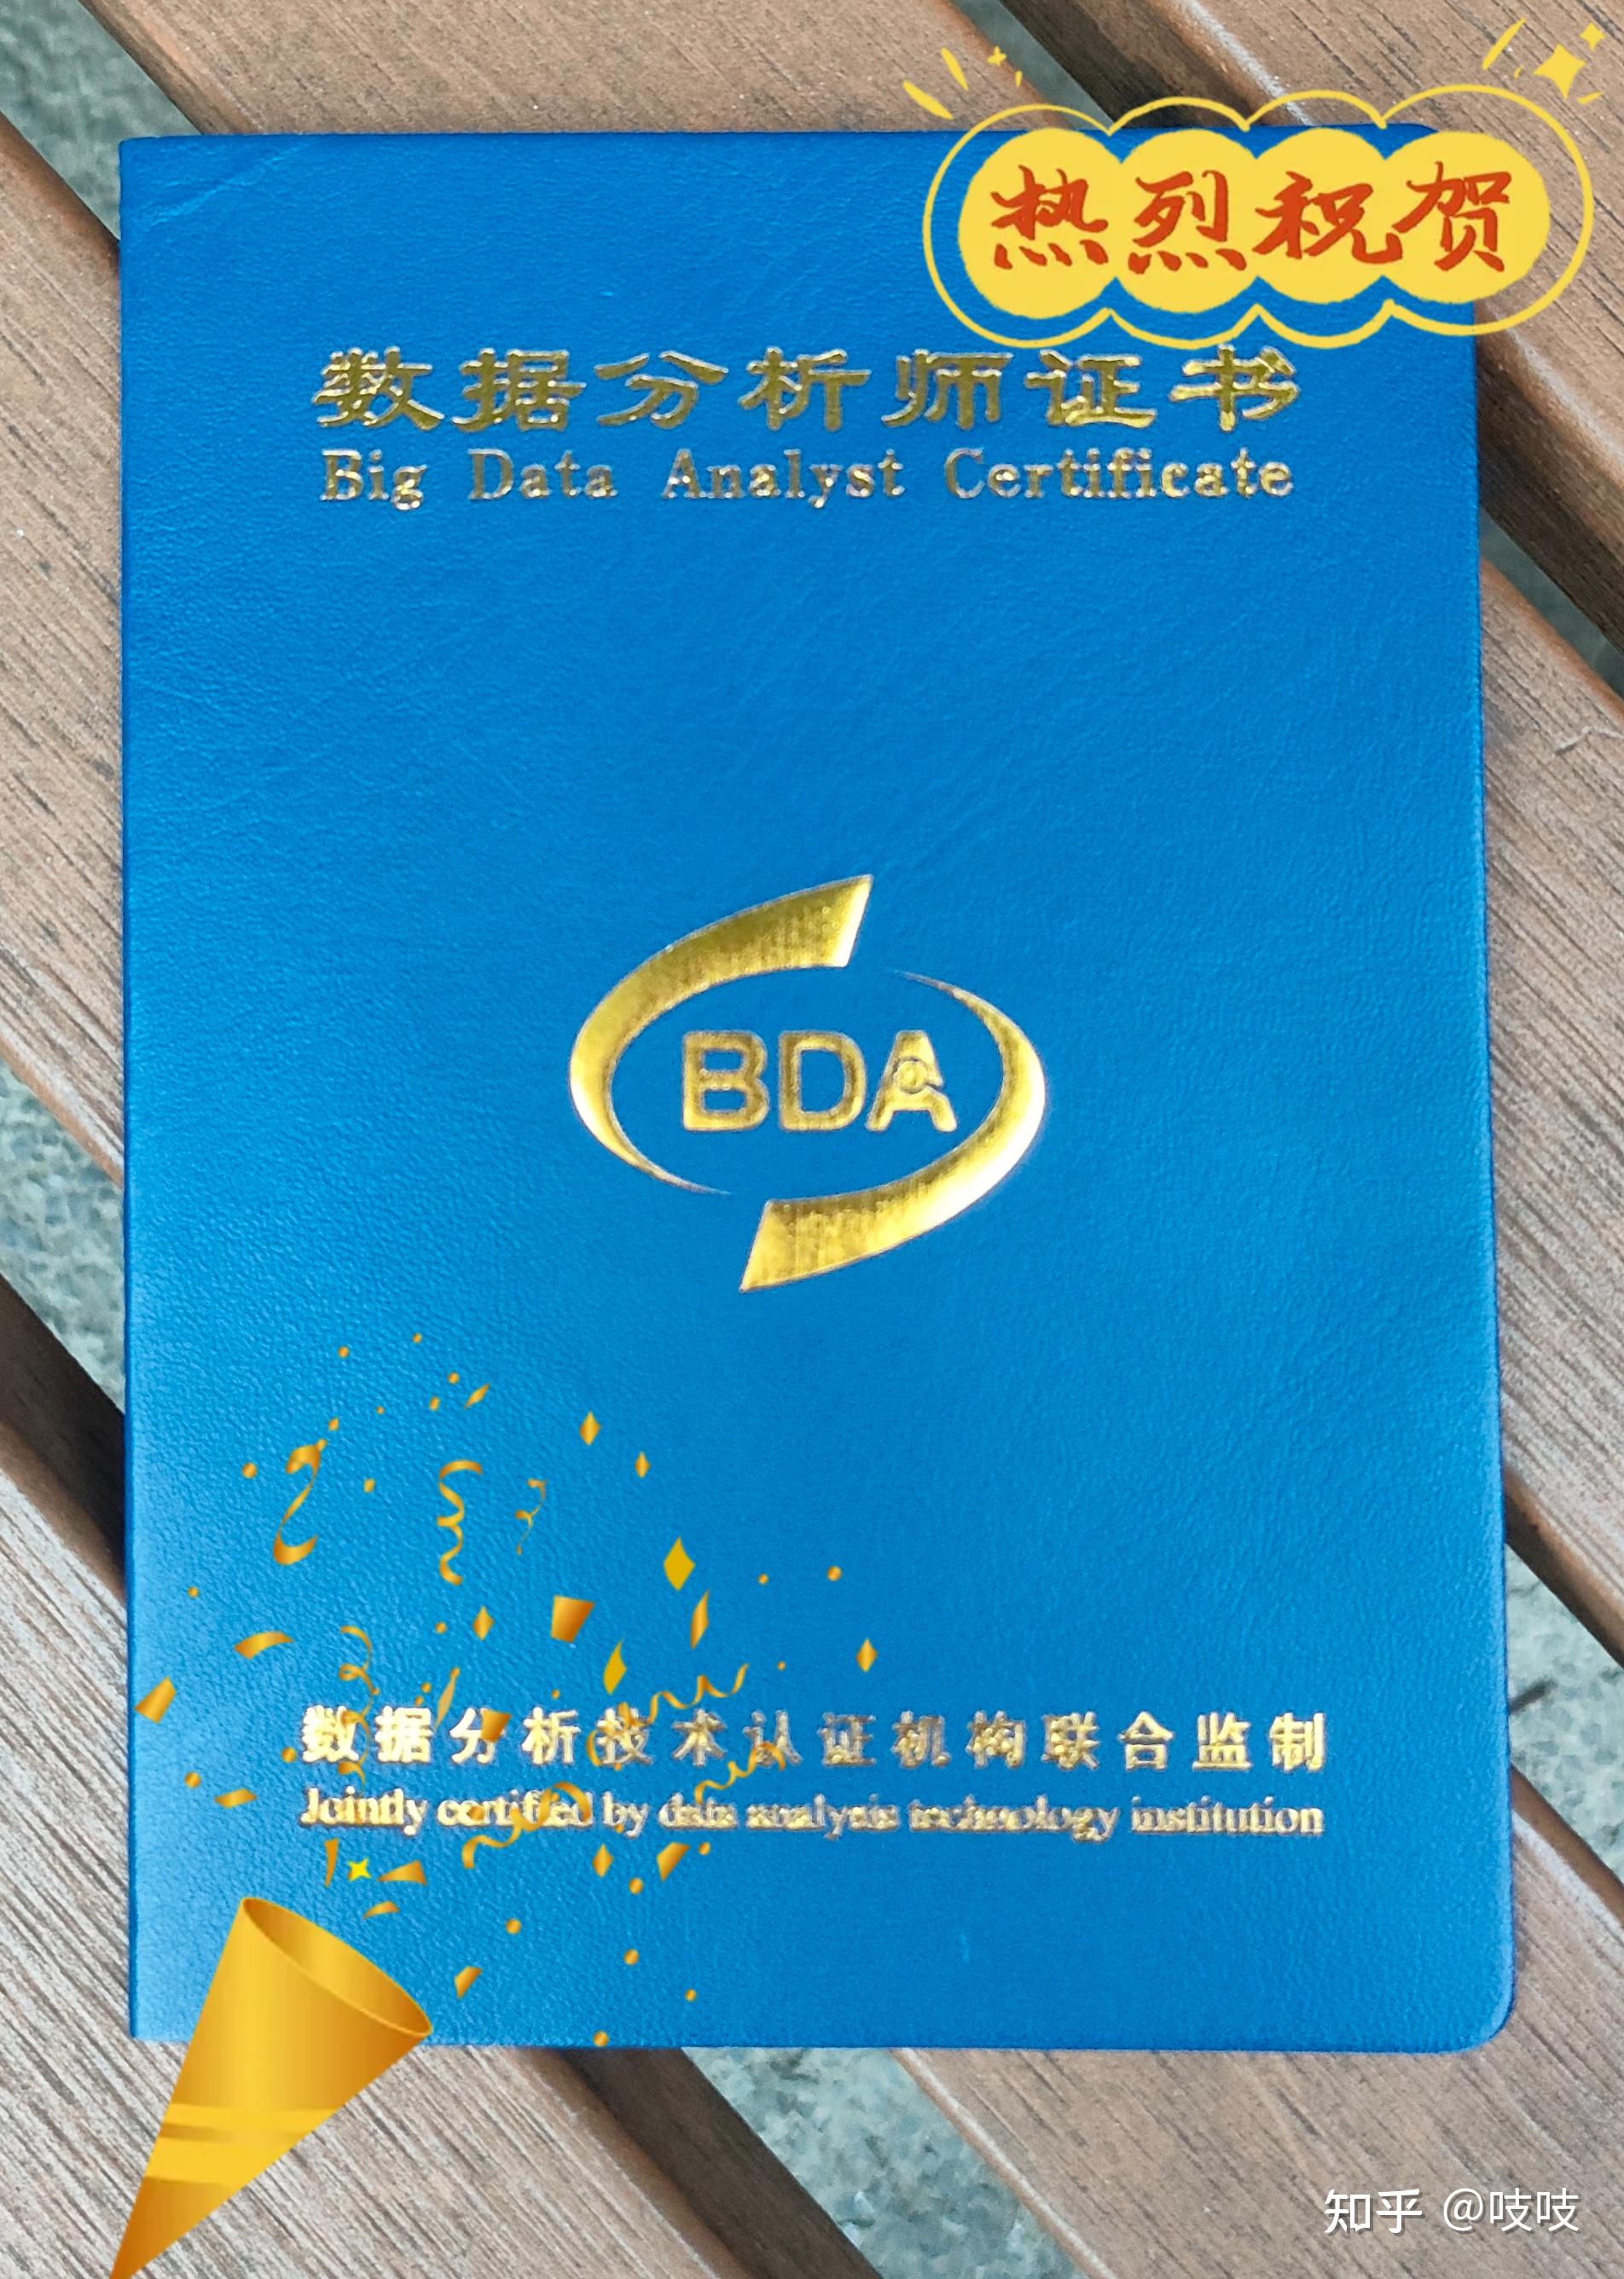 热烈祝贺
数据分析师证书
Big Data Analyst Certificate
BDA
数据分析技术认证机构联合监制
Jointly certified by data analysis technology institution
知乎 @吱吱